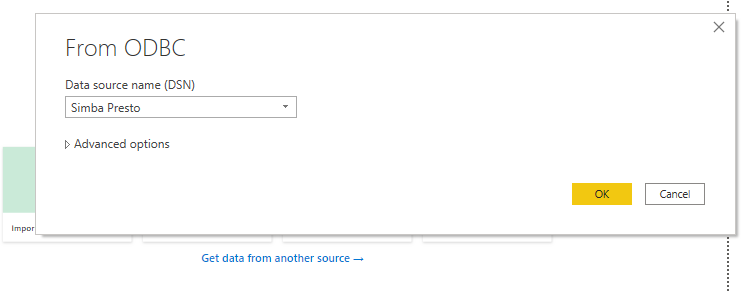 From ODBC
Data source name (DSN)
Simba Presto
Advanced options
OK
Cancel
Impor
Get data from another source →